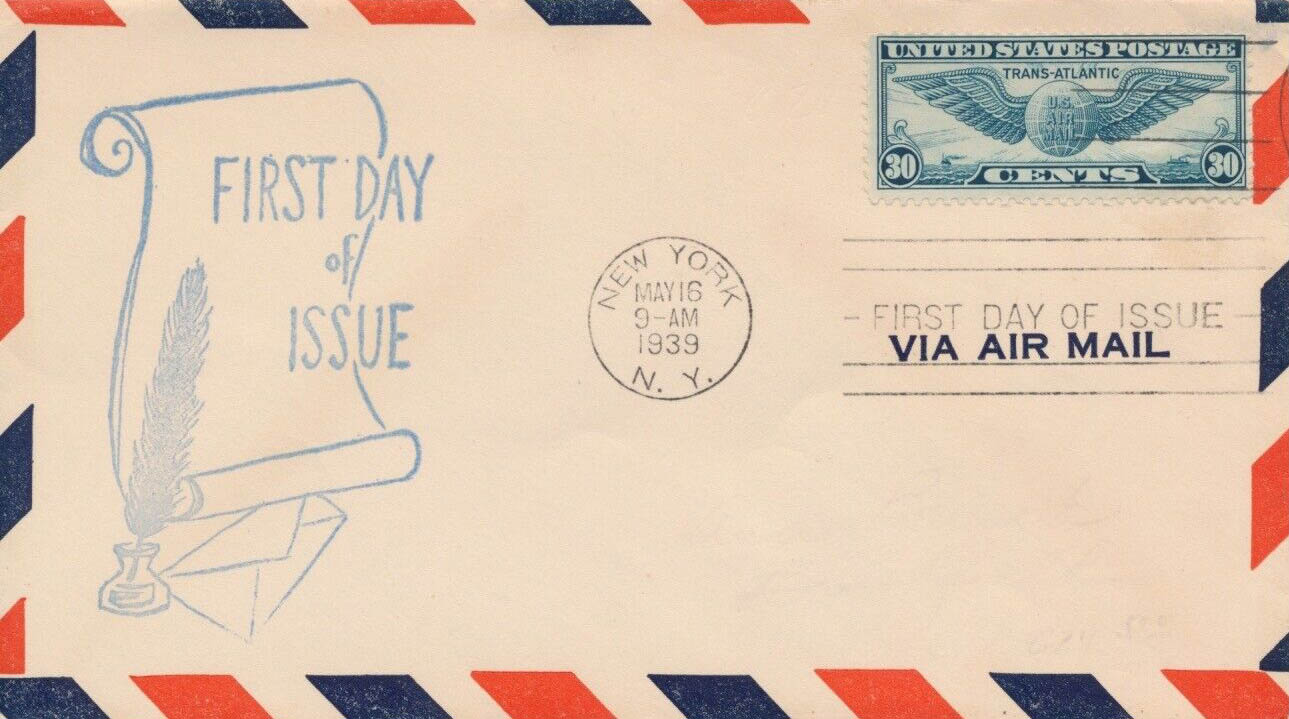 FIRST DAY
of
ISSUE
UNITED STATES POSTAGE
TRANS-ATLANTIC
U.S.
AIR
MAIL
30 CENTS 30
NEW YORK
MAY 16
9-AM
1939
N. Y.
- FIRST DAY OF ISSUE -
VIA AIR MAIL